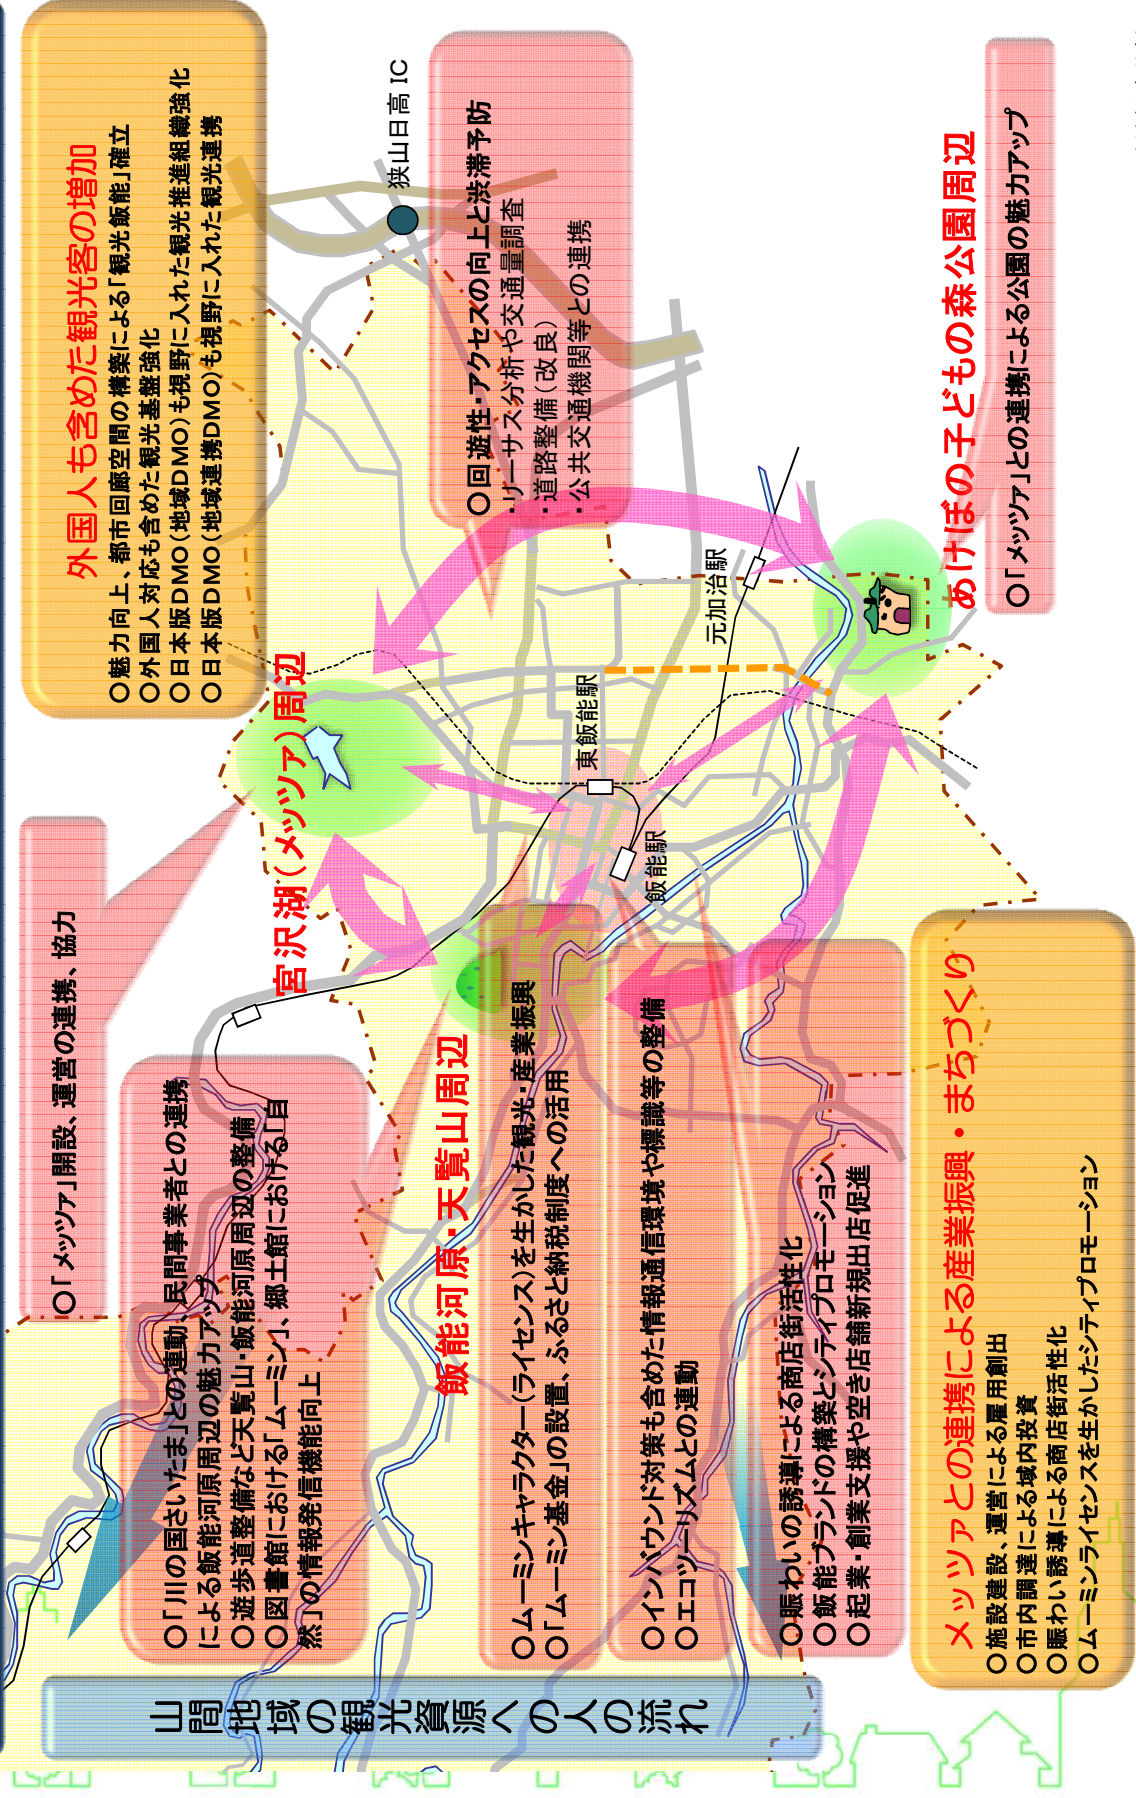 山間地域の観光資源への人の流れ
○「メッツァ」開設、運営の連携、協力
外国人も含めた観光客の増加
○魅力向上、都市回廊空間の構築による「観光飯能」確立
○外国人対応も含めた観光基盤強化
○日本版DMO（地域DMO）も視野に入れた観光推進組織強化
○日本版DMO（地域連携DMO）も視野に入れた観光連携
○「川の国さいたま」との連動、民間事業者との連携
による飯能河原周辺の魅力アップ
○遊歩道整備など天覧山・飯能河原周辺の整備
○図書館における「ムーミン」、郷土館における「自
然」の情報発信機能向上
宮沢湖（メッツァ）周辺
狭山日高IC
飯能河原・天覧山周辺
○回遊性・アクセスの向上と渋滞予防
・リーサス分析や交通量調査
・道路整備（改良）
・公共交通機関等との連携
○ムーミンキャラクター（ライセンス）を生かした観光・産業振興
○「ムーミン基金」の設置、ふるさと納税制度への活用
東飯能駅
飯能駅
元加治駅
○インバウンド対策も含めた情報通信環境や標識等の整備
○エコツーリズムとの連動
○賑わいの誘導による商店街活性化
○飯能ブランドの構築とシティプロモーション
○起業・創業支援や空き店舗新規出店促進
あけぼの子どもの森公園周辺
○「メッツァ」との連携による公園の魅力アップ
メッツァとの連携による産業振興・まちづくり
○施設建設、運営による雇用創出
○市内調達による域内投資
○賑わい誘導による商店街活性化
○ムーミンライセンスを生かしたシティプロモーション